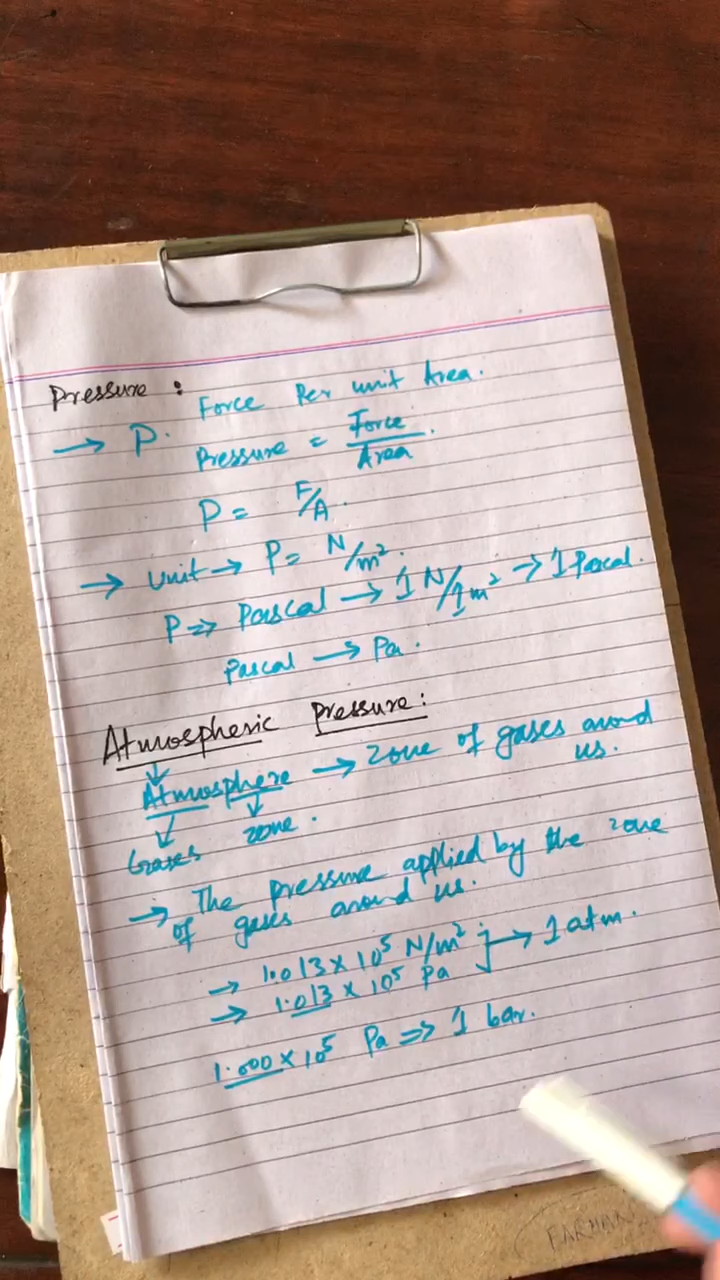 Pressure : Force Per unit Area.
→ P. Pressure = Force/Area.
P = F/A.
→ Unit → P = N/m².
P ⇒ Pascal → 1 N/1m² → 1 Pascal.
Pascal → Pa.
Atmospheric Pressure:
Atmosphere → Zone of gases around us.
Gases zone.
→ The pressure applied by the zone
of gases around us.
→ 1.013 × 10⁵ N/m²
→ 1.013 × 10⁵ Pa → 1 atm.
1.000 × 10⁵ Pa ⇒ 1 bar.
FARHAN